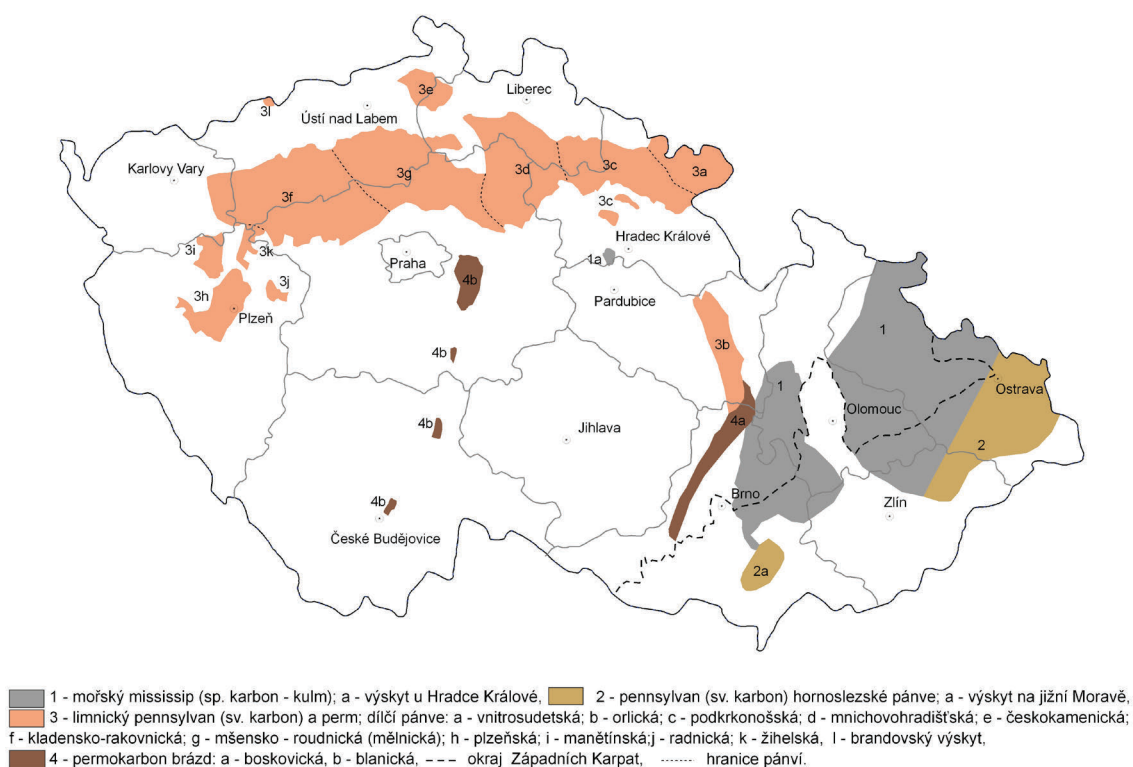 3e
Liberec
3l
Ústí nad Labem
Karlovy Vary
3d
3c
3a
3g
3f
3c
Hradec Králové
3i
3k
1a
Praha
4b
3j
3h
Pardubice
Plzeň
1
3b
4b
1
Ostrava
Olomouc
4a
4b
Jihlava
2
Brno
Zlín
4b
České Budějovice
2a
1 - mořský mississip (sp. karbon - kulm); a - výskyt u Hradce Králové, 2 - pennsylvan (sv. karbon) hornoslezské pánve; a - výskyt na jižní Moravě,
3 - limnický pennsylvan (sv. karbon) a perm; dílčí pánve: a - vnitrosudetská; b - orlická; c - podkrkonošská; d - mnichovohradišťská; e - českokamenická;
f - kladensko-rakovnická; g - mšensko - roudnická (mělnická); h - plzeňská; i - manětínská;j - radnická; k - žihelská, l - brandovský výskyt,
4 - permokarbon brázd: a - boskovická, b - blanická, --- okraj Západních Karpat, ········ hranice pánví.